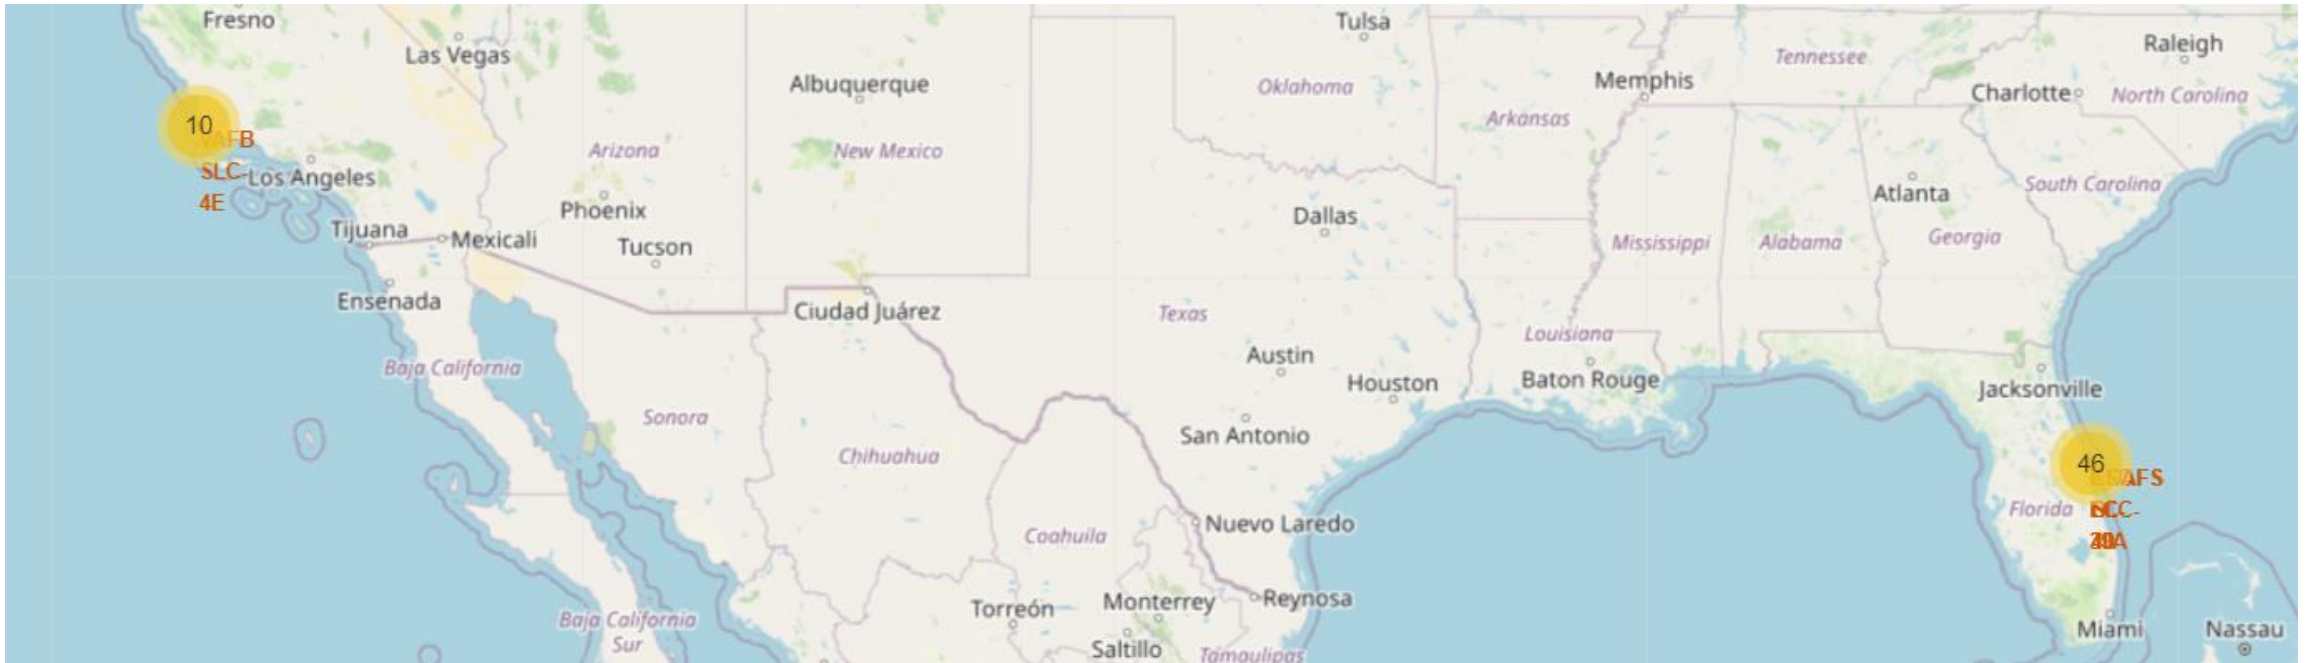 Fresno
Tulsa
Raleigh
Las Vegas
Tennessee
Albuquerque
Memphis
Oklahoma
Charlotte
North Carolina
Arkansas
10
VAFB
SLC-
4E
Los Angeles
Arizona
New Mexico
Phoenix
Atlanta
South Carolina
Dallas
Tijuana
Mexicali
Tucson
Mississippi
Alabama
Georgia
Ensenada
Ciudad Juárez
Texas
Louisiana
Austin
Baja California
Houston
Baton Rouge
Jacksonville
Sonora
San Antonio
Chihuahua
46
Florida
Nuevo Laredo
Coahuila
Torreón
Monterrey
Reynosa
Baja California
Sur
Saltillo
Tamaulipas
Miami
Nassau